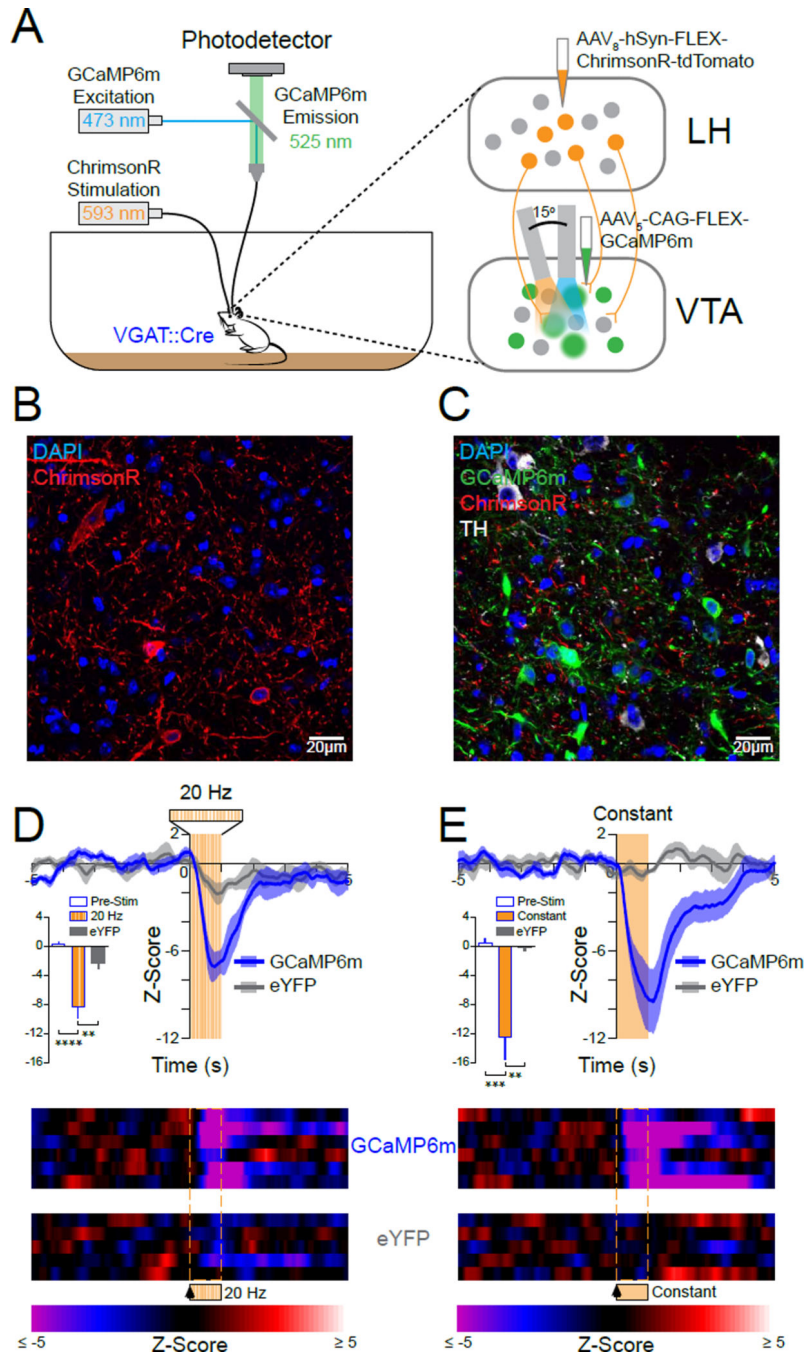 A
Photodetector
GCaMP6m
Excitation
473 nm
GCaMP6m
Emission
525 nm
ChrimsonR
Stimulation
593 nm
VGAT::Cre
AAV8-hSyn-FLEX-
ChrimsonR-tdTomato
LH
15º
AAV5-CAG-FLEX-
GCaMP6m
VTA
B
DAPI
ChrimsonR
20µm
C
DAPI
GCaMP6m
ChrimsonR
TH
20µm
D
20 Hz
2
-5
0
5
-6
-12
Z-Score
Time (s)
GCaMP6m
eYFP
Pre-Stim
20 Hz
eYFP
4
0
-4
-8
-12
-16
****
**
E
Constant
2
-5
0
5
-6
-12
Z-Score
Time (s)
GCaMP6m
eYFP
Pre-Stim
Constant
eYFP
4
0
-4
-8
-12
-16
***
**
GCaMP6m
eYFP
20 Hz
Constant
≤ -5
Z-Score
≥ 5
≤ -5
Z-Score
≥ 5